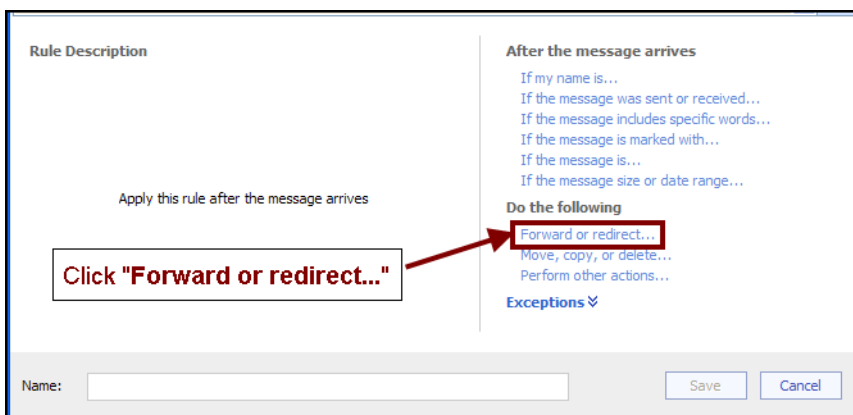 Rule Description
Apply this rule after the message arrives
Click "Forward or redirect..."
After the message arrives
If my name is...
If the message was sent or received...
If the message includes specific words...
If the message is marked with...
If the message is...
If the message size or date range...
Do the following
Forward or redirect...
Move, copy, or delete...
Perform other actions...
Exceptions
Name:
Save
Cancel